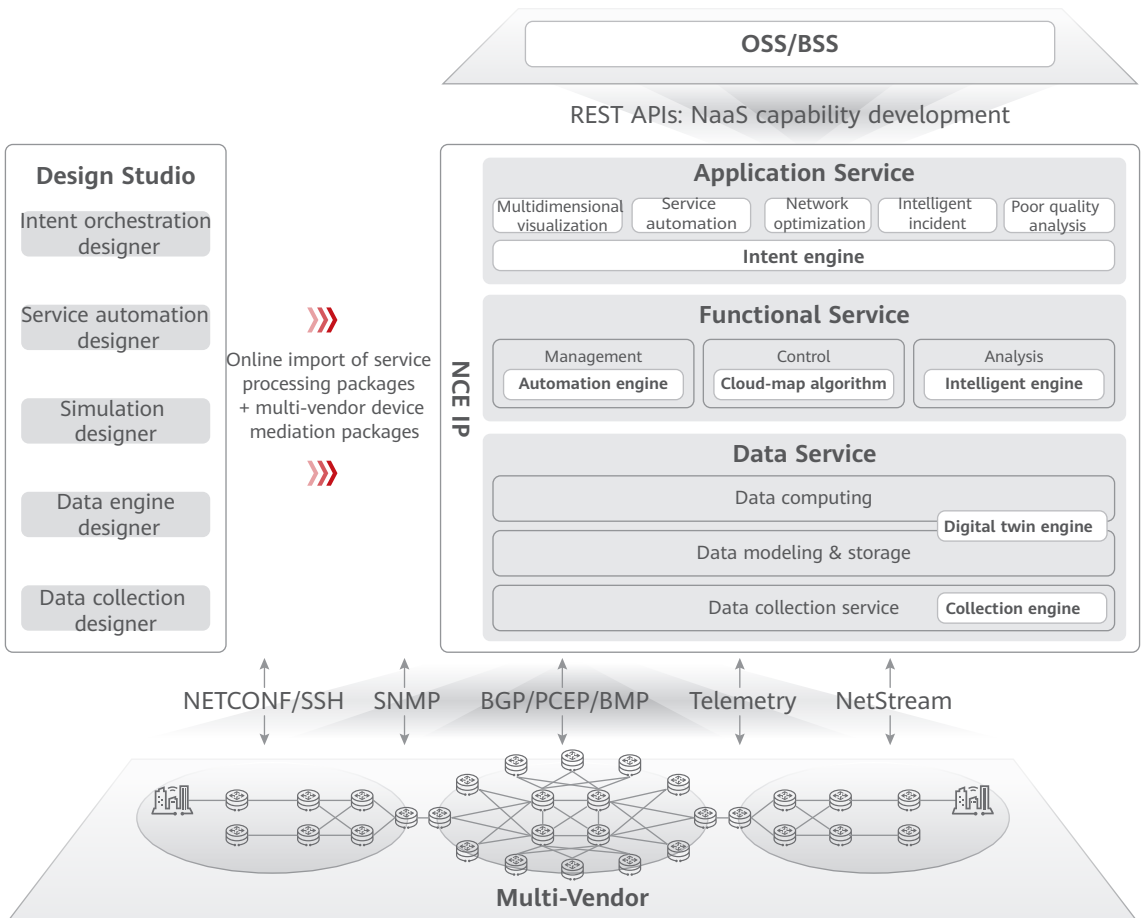 OSS/BSS
REST APIs: NaaS capability development
Design Studio
Intent orchestration
designer
Service automation
designer
Simulation
designer
Data engine
designer
Data collection
designer
Online import of service
processing packages
+ multi-vendor device
mediation packages
NCE IP
Application Service
Multidimensional
visualization
Service
automation
Network
optimization
Intelligent
incident
Poor quality
analysis
Intent engine
Functional Service
Management
Automation engine
Control
Cloud-map algorithm
Analysis
Intelligent engine
Data Service
Data computing
Digital twin engine
Data modeling & storage
Data collection service
Collection engine
NETCONF/SSH
SNMP
BGP/PCEP/BMP
Telemetry
NetStream
Multi-Vendor